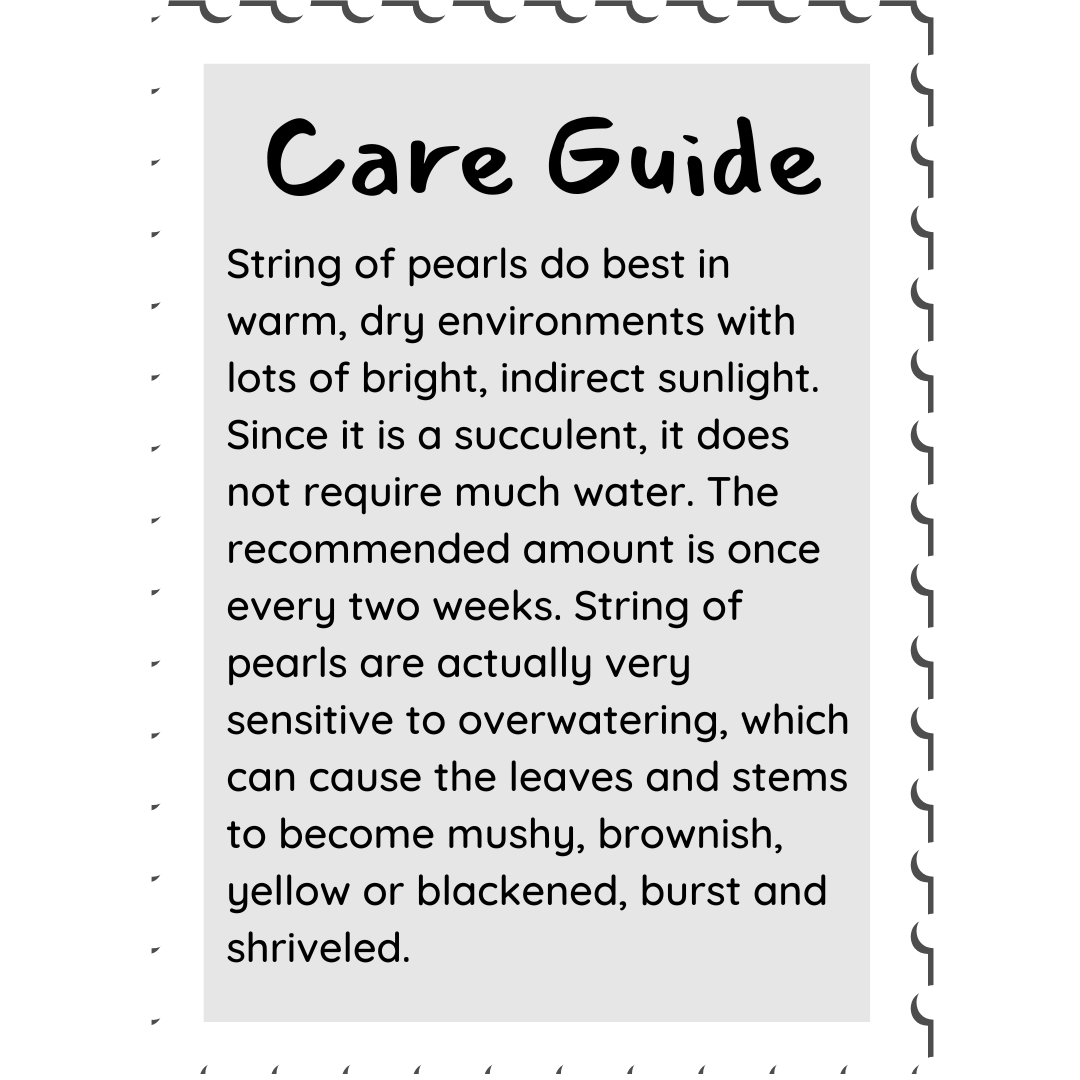 Care Guide
String of pearls do best in
warm, dry environments with
lots of bright, indirect sunlight.
Since it is a succulent, it does
not require much water. The
recommended amount is once
every two weeks. String of
pearls are actually very
sensitive to overwatering, which
can cause the leaves and stems
to become mushy, brownish,
yellow or blackened, burst and
shriveled.